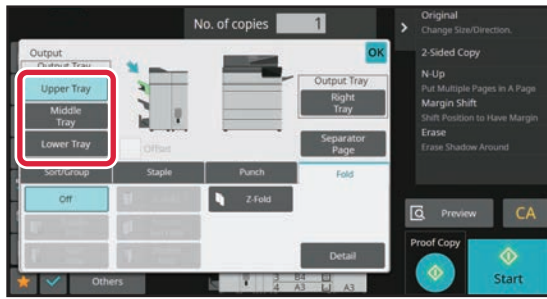 No. of copies 1
Output
OK
Output Tray
Upper Tray
Middle
Tray
Lower Tray
Offset
Output Tray
Right
Tray
Separator
Page
Sort/Group
Staple
Punch
Fold
Off
Z-Fold
Detail
Others
3 B4
4 A3
A3
Original
Change Size/Direction.
2-Sided Copy
N-Up
Put Multiple Pages in A Page
Margin Shift
Shift Position to Have Margin
Erase
Erase Shadow Around
Preview
CA
Proof Copy
Start